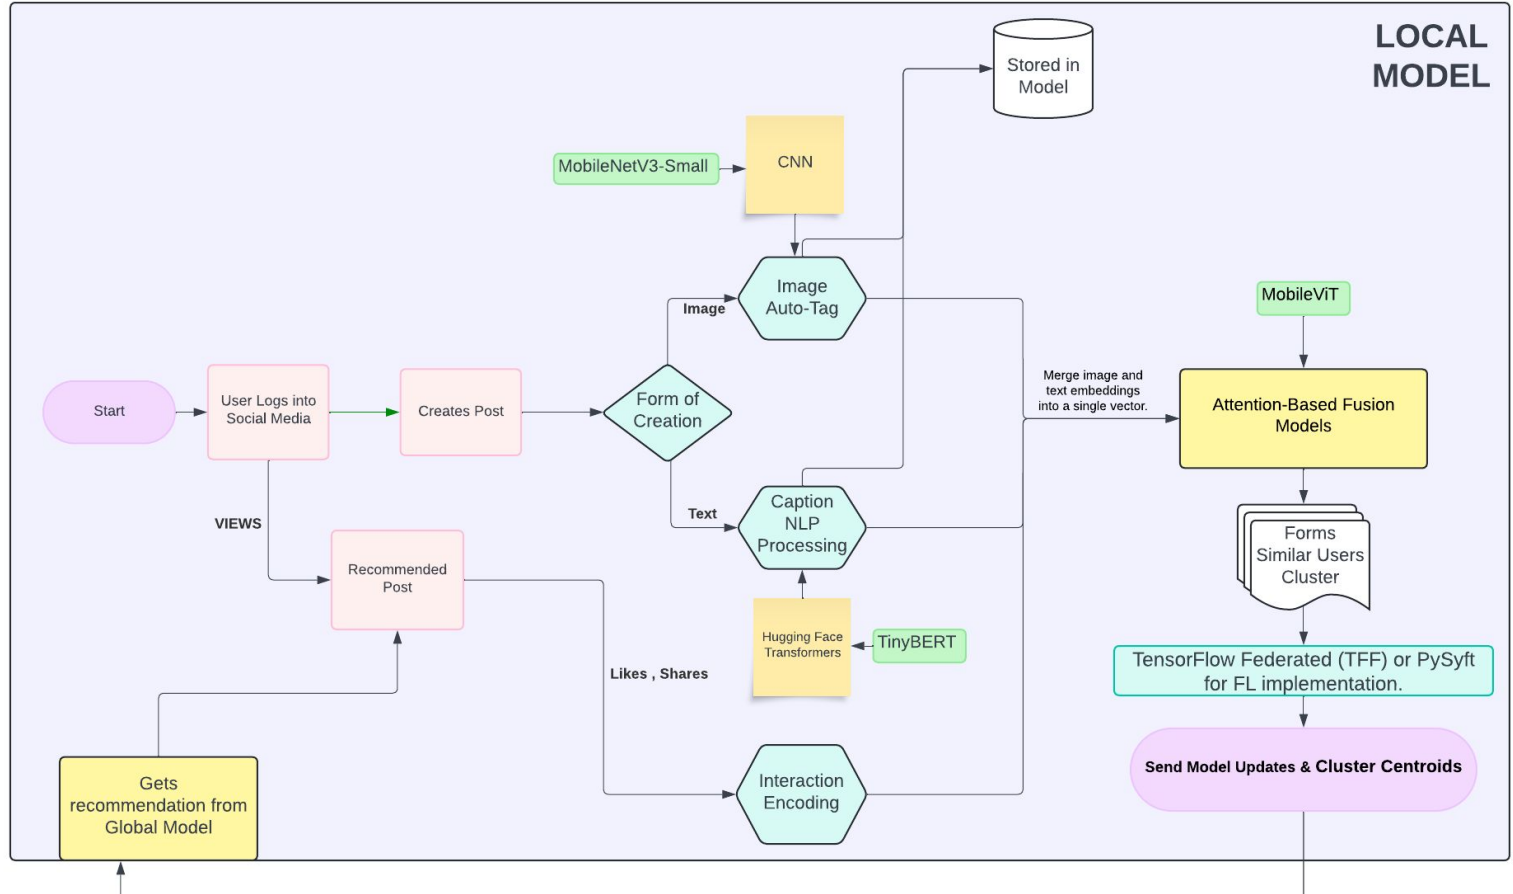 LOCAL
MODEL
Stored in
Model
MobileNetV3-Small
CNN
Image
Auto-Tag
Image
MobileViT
Merge image and
text embeddings
into a single vector.
Attention-Based Fusion
Models
Start
User Logs into
Social Media
Creates Post
Form of
Creation
Text
Caption
NLP
Processing
VIEWS
Recommended
Post
Forms
Similar Users
Cluster
Hugging Face
Transformers
TinyBERT
Likes , Shares
TensorFlow Federated (TFF) or PySyft
for FL implementation.
Send Model Updates & Cluster Centroids
Interaction
Encoding
Gets
recommendation from
Global Model